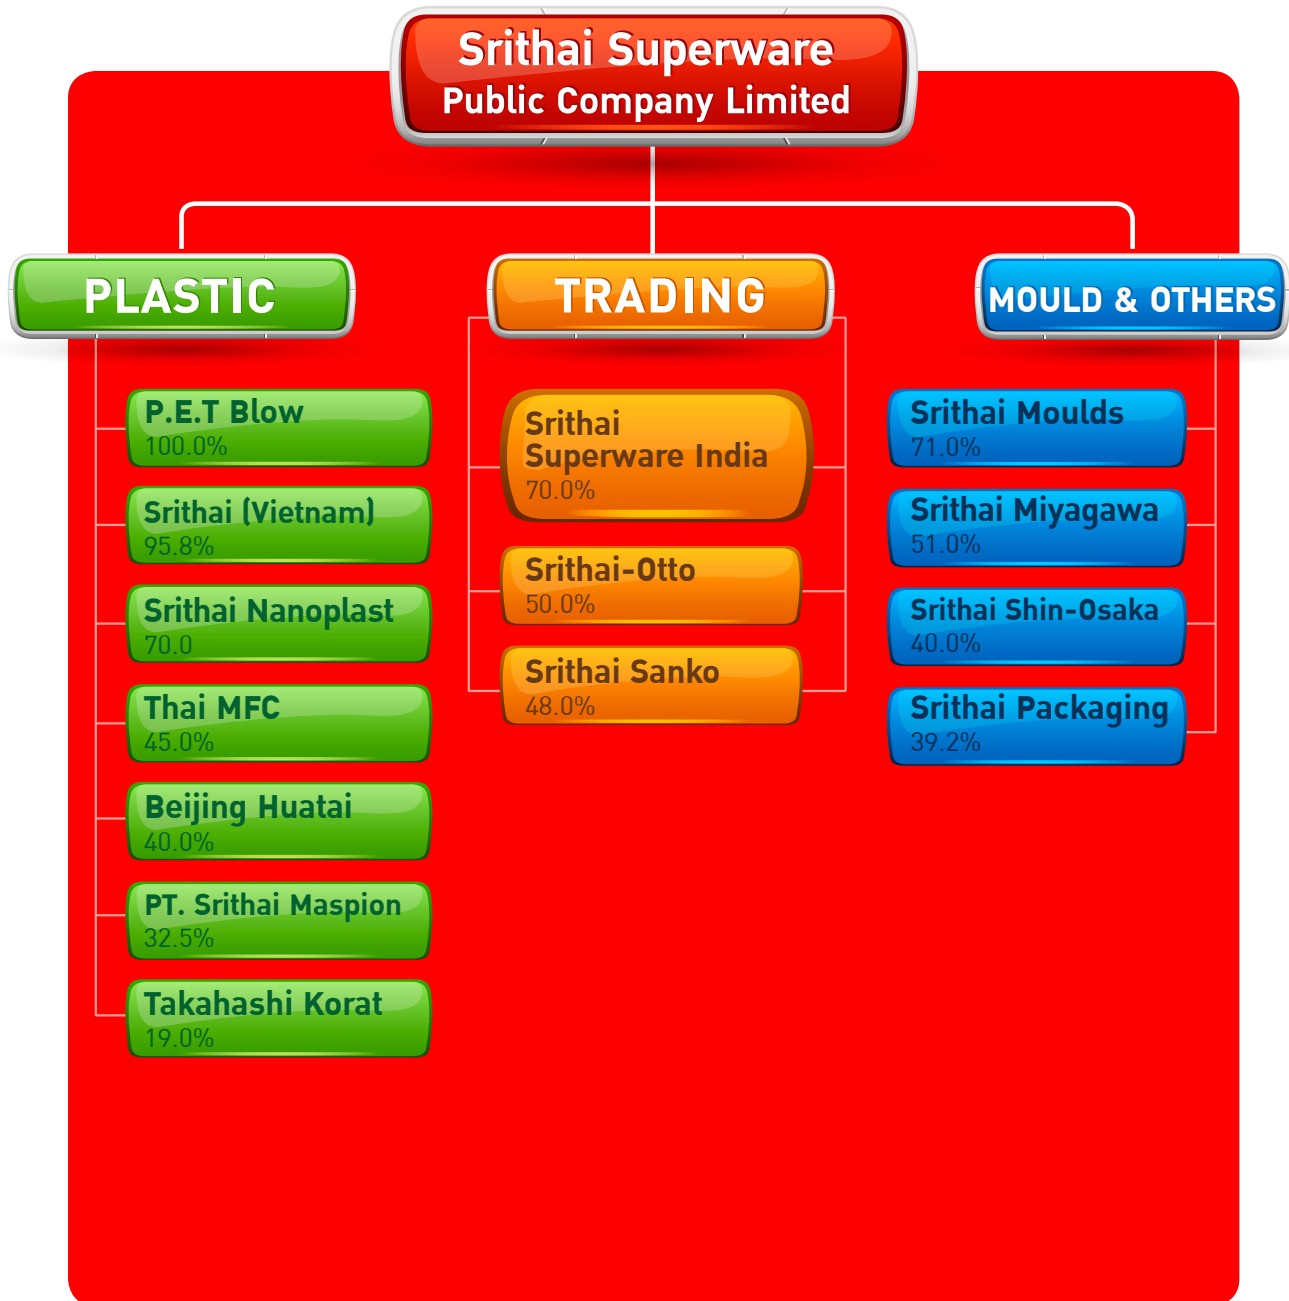 Srithai Superware
Public Company Limited
PLASTIC
P.E.T Blow
100.0%
Srithai (Vietnam)
95.8%
Srithai Nanoplast
70.0
Thai MFC
45.0%
Beijing Huatai
40.0%
PT. Srithai Maspion
32.5%
Takahashi Korat
19.0%
TRADING
Srithai
Superware India
70.0%
Srithai-Otto
50.0%
Srithai Sanko
48.0%
MOULD & OTHERS
Srithai Moulds
71.0%
Srithai Miyagawa
51.0%
Srithai Shin-Osaka
40.0%
Srithai Packaging
39.2%